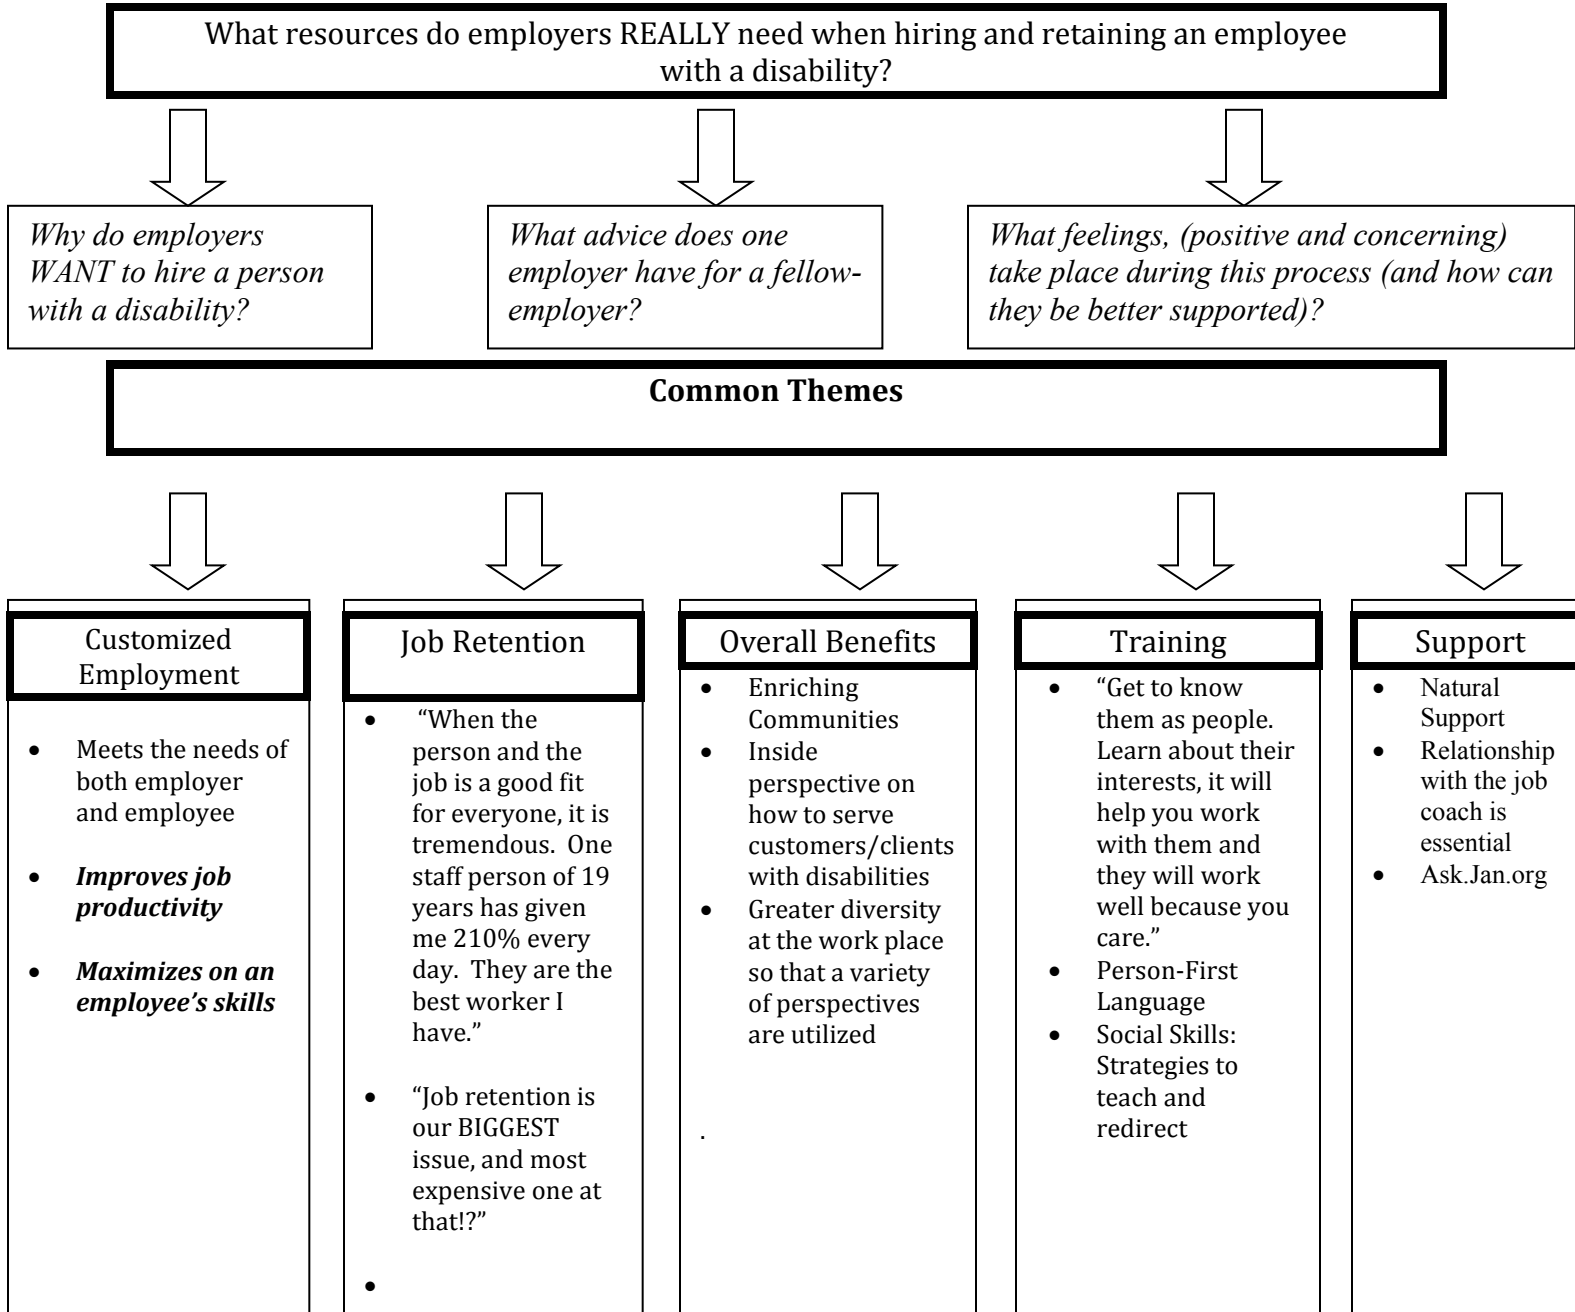 What resources do employers REALLY need when hiring and retaining an employee
with a disability?
Why do employers
WANT to hire a person
with a disability?
What advice does one
employer have for a fellow-
employer?
What feelings, (positive and concerning)
take place during this process (and how can
they be better supported)?
Common Themes
Customized
Employment
• Meets the needs of
both employer
and employee
• Improves job
productivity
• Maximizes on an
employee’s skills
Job Retention
• “When the
person and the
job is a good fit
for everyone, it is
tremendous. One
staff person of 19
years has given
me 210% every
day. They are the
best worker I
have.”
• “Job retention is
our BIGGEST
issue, and most
expensive one at
that!?”
•
Overall Benefits
• Enriching
Communities
• Inside
perspective on
how to serve
customers/clients
with disabilities
• Greater diversity
at the work place
so that a variety
of perspectives
are utilized
.
Training
• “Get to know
them as people.
Learn about their
interests, it will
help you work
with them and
they will work
well because you
care.”
• Person-First
Language
• Social Skills:
Strategies to
teach and
redirect
Support
• Natural
Support
• Relationship
with the job
coach is
essential
• Ask.Jan.org